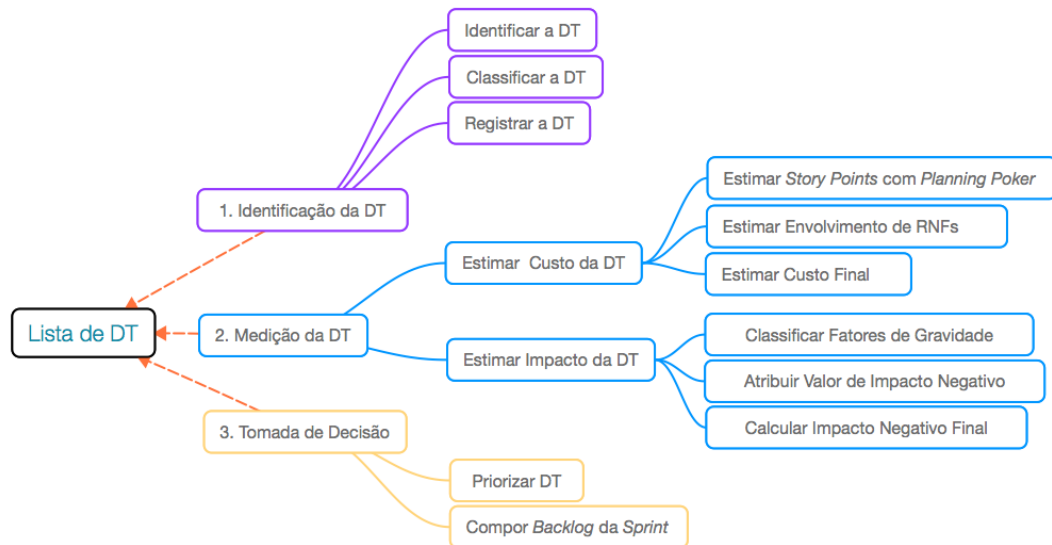 Identificar a DT
Classificar a DT
Registrar a DT
1. Identificação da DT
Estimar Story Points com Planning Poker
Estimar Envolvimento de RNFs
Estimar Custo da DT
Estimar Custo Final
Lista de DT
2. Medição da DT
Classificar Fatores de Gravidade
Estimar Impacto da DT
Atribuir Valor de Impacto Negativo
Calcular Impacto Negativo Final
3. Tomada de Decisão
Priorizar DT
Compor Backlog da Sprint